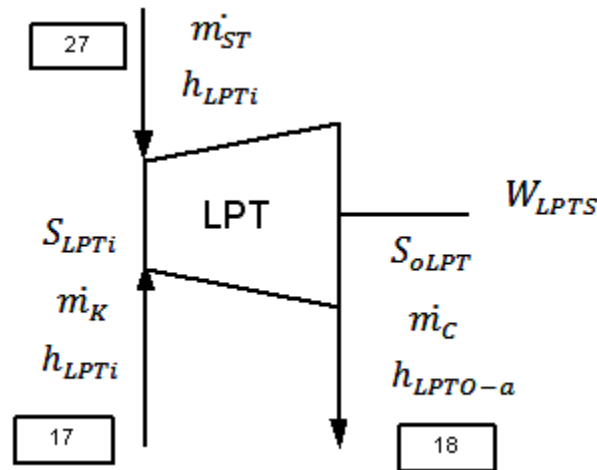 27
ṁ_ST
h_LPTi
LPT
W_LPTS
S_LPTi
S_oLPT
ṁ_K
ṁ_C
h_LPTi
h_LPTO-a
17
18